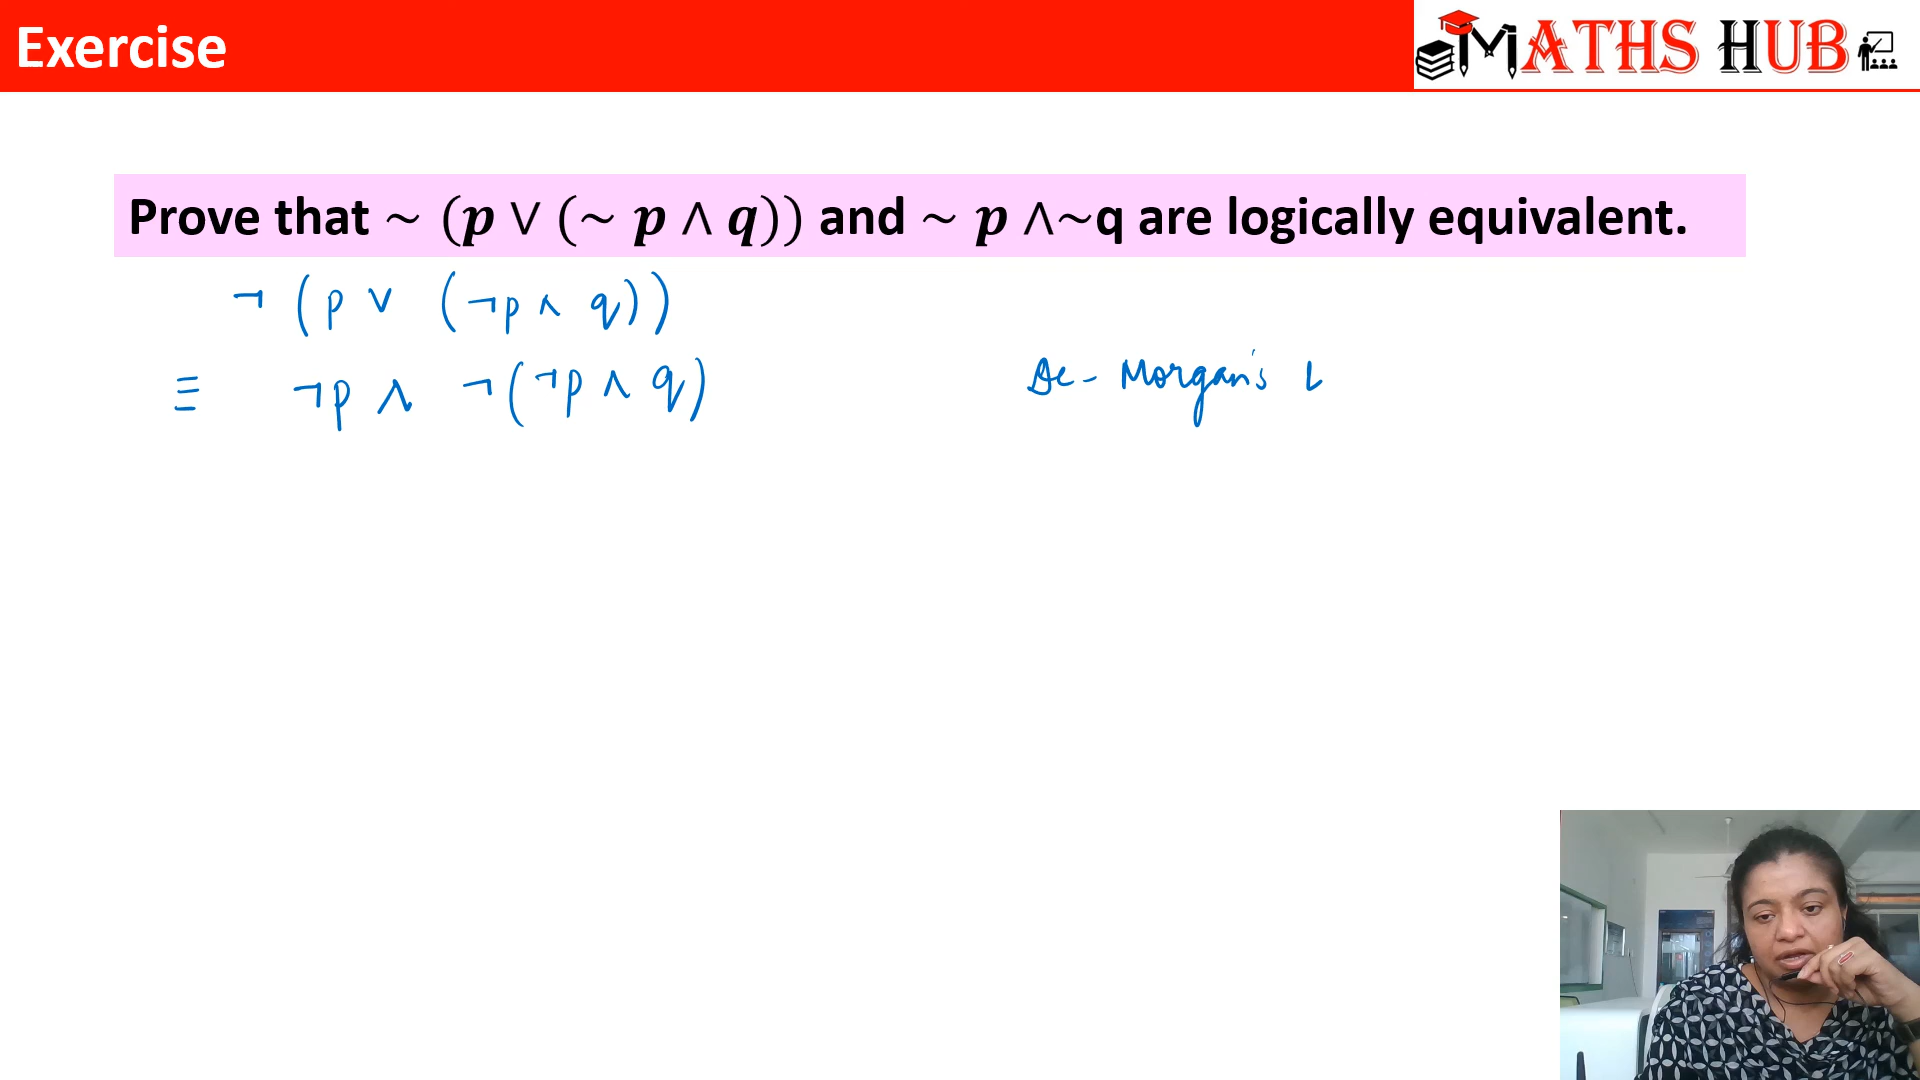 Exercise
MATHS HUB
Prove that ~ (p ∨ (~ p ∧ q)) and ~ p ∧~q are logically equivalent.
¬ (p ∨ (¬p ∧ q))
≡ ¬p ∧ ¬(¬p ∧ q) De-Morgan's L